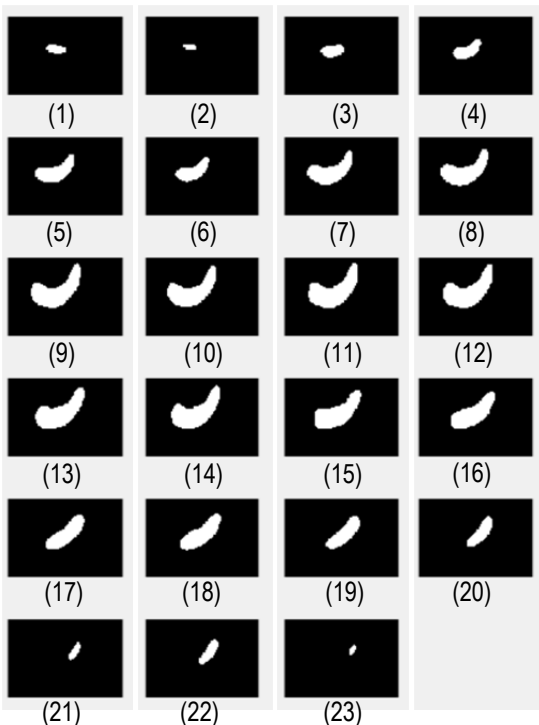 (1) (2) (3) (4)
(5) (6) (7) (8)
(9) (10) (11) (12)
(13) (14) (15) (16)
(17) (18) (19) (20)
(21) (22) (23)